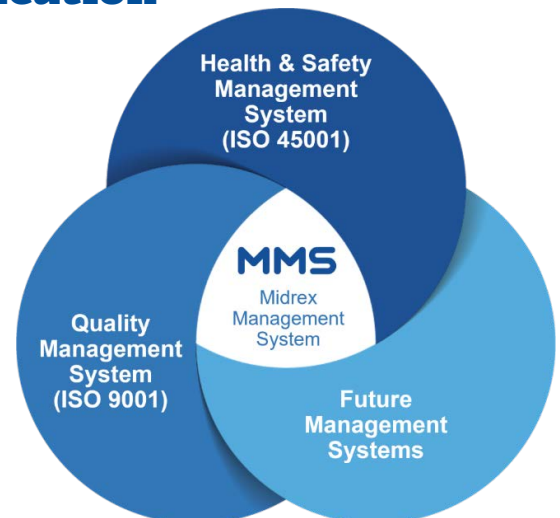 Health & Safety
Management
System
(ISO 45001)
MMS
Midrex
Management
System
Quality
Management
System
(ISO 9001)
Future
Management
Systems